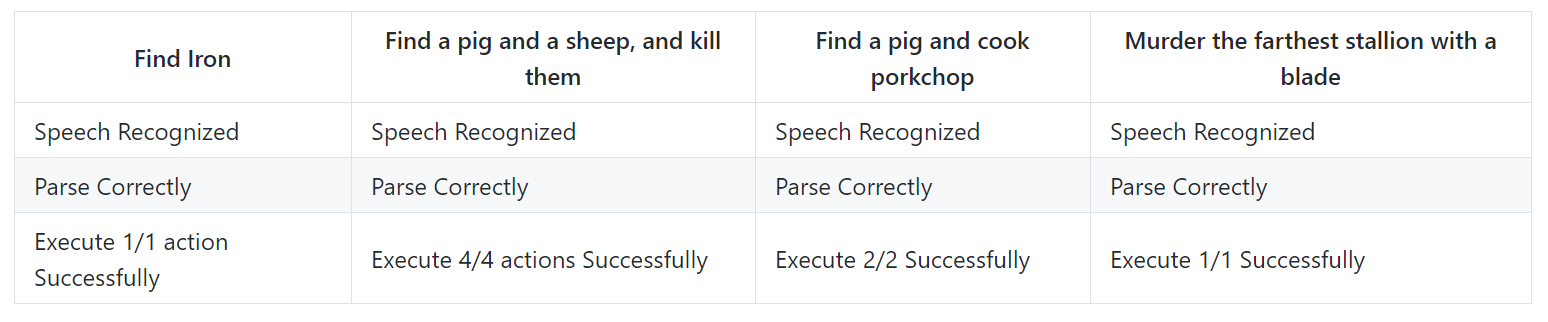 Find Iron
Find a pig and a sheep, and kill
them
Find a pig and cook
porkchop
Murder the farthest stallion with a
blade
Speech Recognized
Speech Recognized
Speech Recognized
Speech Recognized
Parse Correctly
Parse Correctly
Parse Correctly
Parse Correctly
Execute 1/1 action
Successfully
Execute 4/4 actions Successfully
Execute 2/2 Successfully
Execute 1/1 Successfully